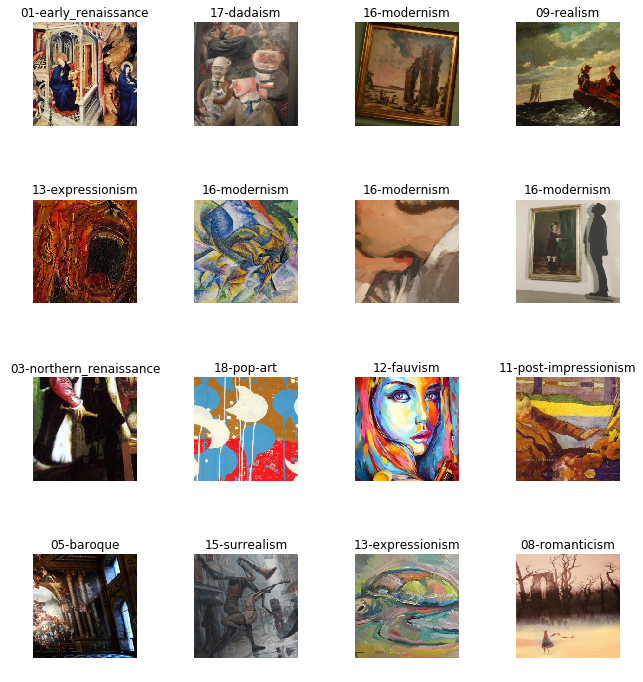 01-early_renaissance
17-dadaism
16-modernism
09-realism
13-expressionism
16-modernism
16-modernism
16-modernism
03-northern_renaissance
18-pop-art
12-fauvism
11-post-impressionism
05-baroque
15-surrealism
13-expressionism
08-romanticism